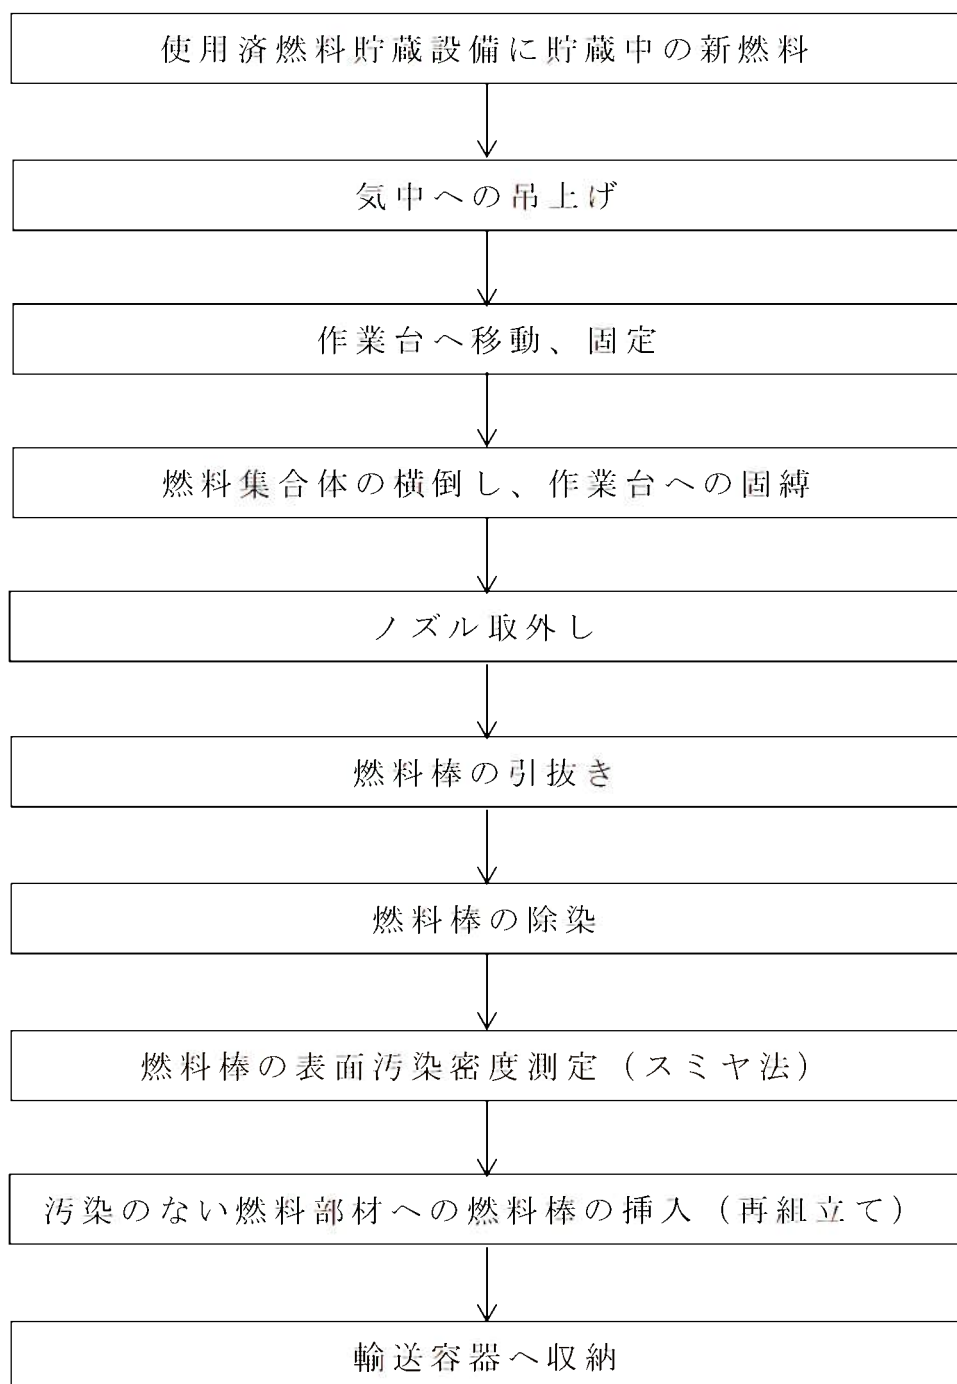 使用済燃料貯蔵設備に貯蔵中の新燃料
気中への吊上げ
作業台へ移動、固定
燃料集合体の横倒し、作業台への固縛
ノズル取外し
燃料棒の引抜き
燃料棒の除染
燃料棒の表面汚染密度測定（スミヤ法）
汚染のない燃料部材への燃料棒の挿入（再組立て）
輸送容器へ収納